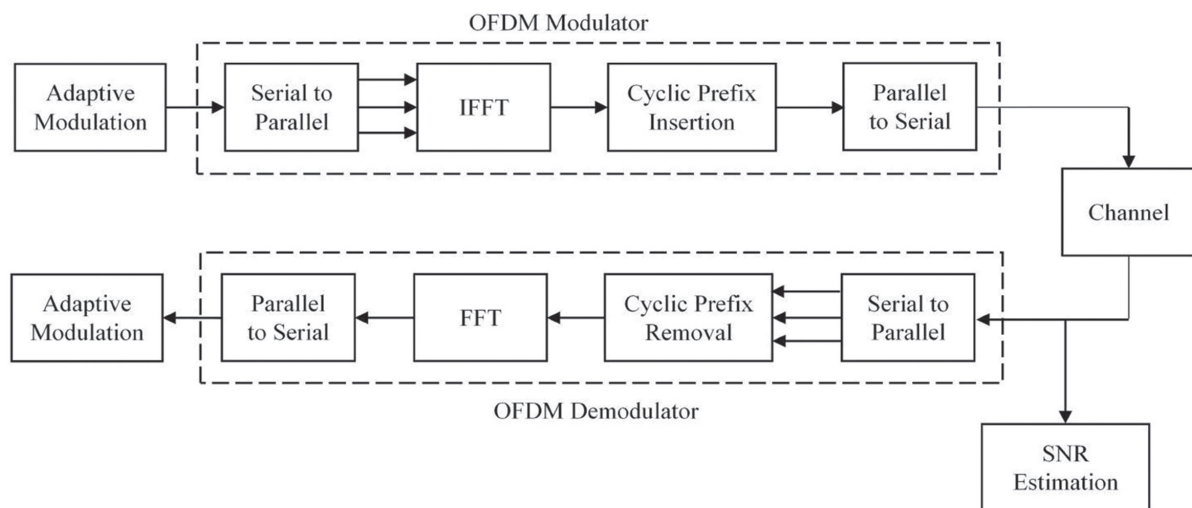 OFDM Modulator
Adaptive
Modulation
Serial to
Parallel
IFFT
Cyclic Prefix
Insertion
Parallel
to Serial
Channel
Adaptive
Modulation
Parallel
to Serial
FFT
Cyclic Prefix
Removal
Serial to
Parallel
OFDM Demodulator
SNR
Estimation